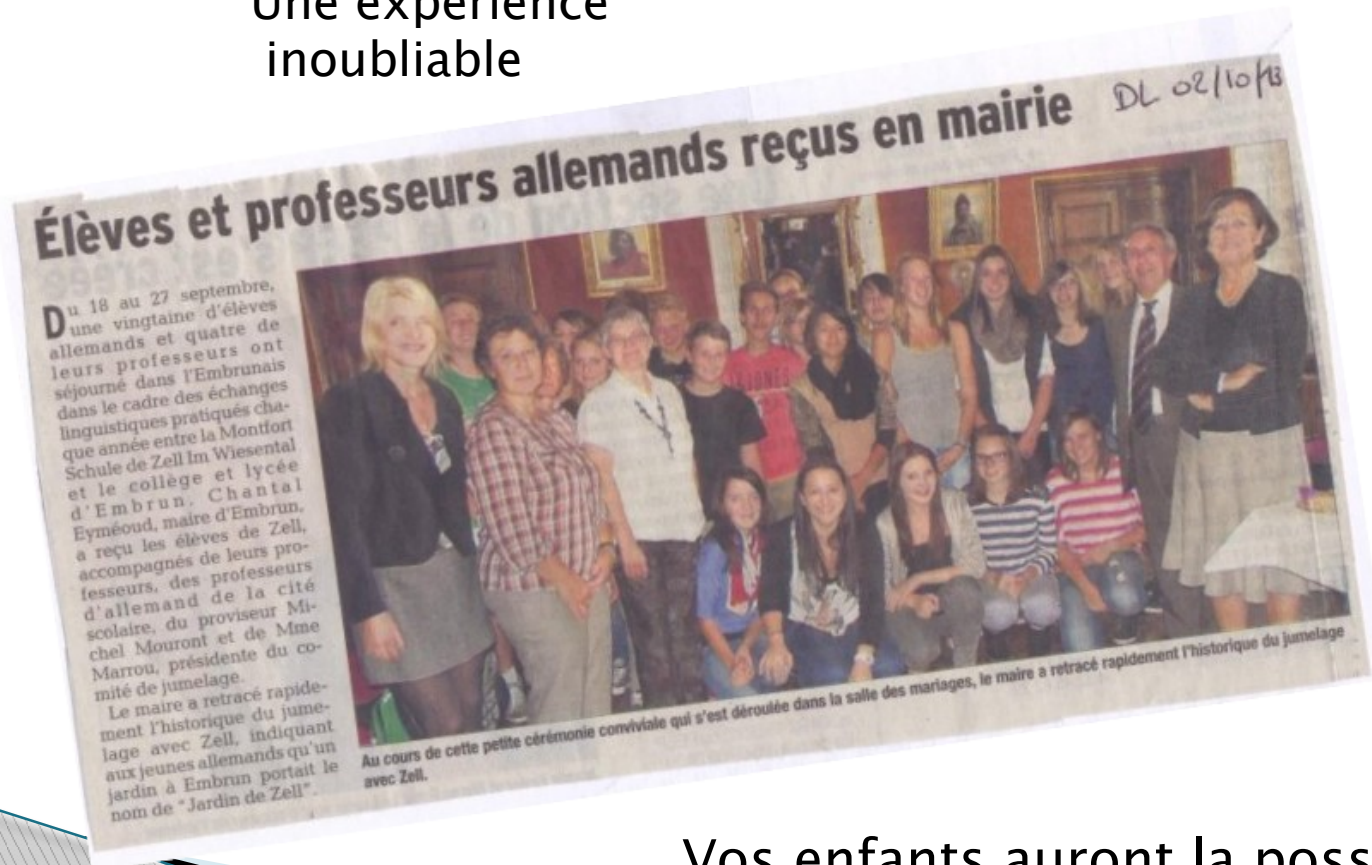 Une expérience
inoubliable
DL 02/10/13
Élèves et professeurs allemands reçus en mairie
Du 18 au 27 septembre,
une vingtaine d'élèves
allemands et quatre de
leurs professeurs ont
séjourné dans l'Embrunais
dans le cadre des échanges
linguistiques pratiqués cha-
que année entre la Montfort
Schule de Zell Im Wiesental
et le collège et lycée
d'Embrun. Chantal
Eyméoud, maire d'Embrun,
a reçu les élèves de Zell,
accompagnés de leurs pro-
fesseurs, des professeurs
d'allemand de la cité
scolaire, du proviseur Mi-
chel Mouront et de Mme
Marrou, présidente du co-
mité de jumelage.
Le maire a retracé rapide-
ment l'historique du jume-
lage avec Zell, indiquant
aux jeunes allemands qu'un
jardin à Embrun portait le
nom de "Jardin de Zell".
Au cours de cette petite cérémonie conviviale qui s'est déroulée dans la salle des mariages, le maire a retracé rapidement l'historique du jumelage
avec Zell.
Vos enfants auront la poss